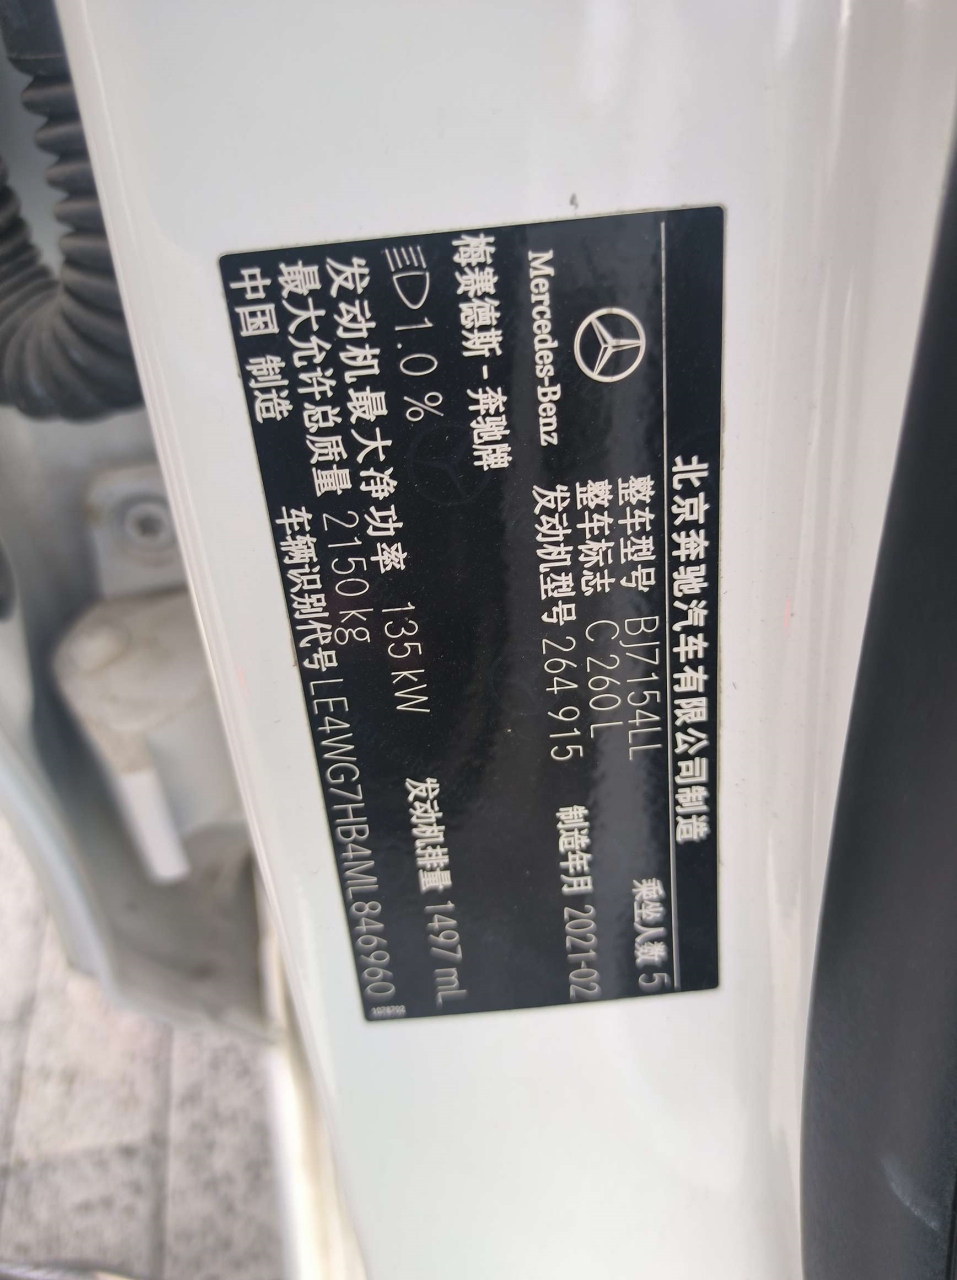 北京奔驰汽车有限公司制造
Mercedes-Benz
整车型号 BJ7154LL
乘坐人数 5
整车标志 C 260 L
发动机型号 264 915
制造年月 2021-02
梅赛德斯-奔驰牌
1.0 %
发动机排量 1497 mL
发动机最大净功率 135 kW
最大允许总质量 2150 kg
中国 制造
车辆识别代号 LE4WG7HB4ML846960